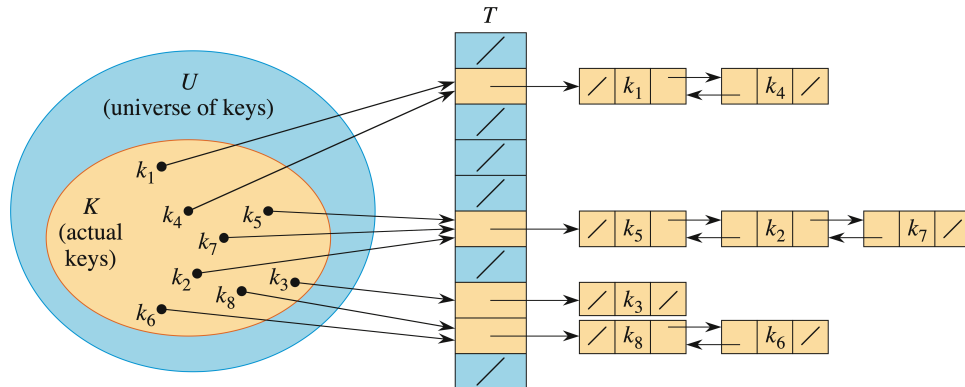 T
U
(universe of keys)
k₁ k₄
k₁
K
(actual
keys)
k₄ k₅
k₇
k₅ k₂ k₇
k₂ k₃
k₈
k₆
k₃
k₈ k₆